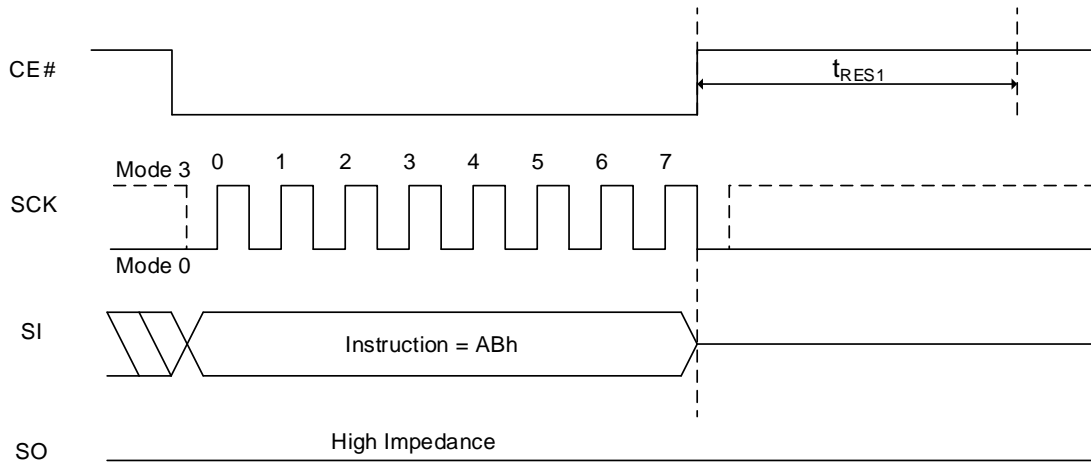 CE#
tRES1
Mode 3
0 1 2 3 4 5 6 7
SCK
Mode 0
SI
Instruction = ABh
SO
High Impedance